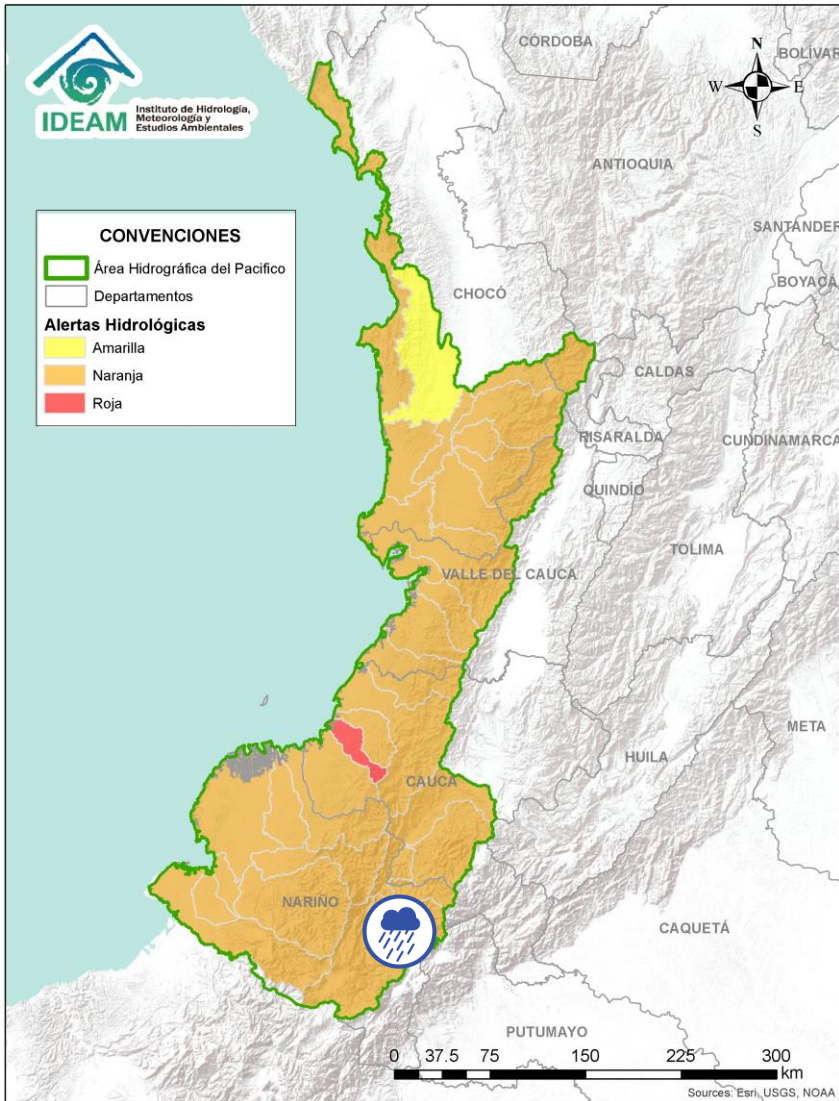 IDEAM
Instituto de Hidrología,
Meteorología y
Estudios Ambientales
CÓRDOBA
BOLÍVAR
N
W
E
S
ANTIOQUIA
SANTANDER
BOYACÁ
CONVENCIONES
Área Hidrográfica del Pacifico
Departamentos
Alertas Hidrológicas
Amarilla
Naranja
Roja
CHOCÓ
CALDAS
RISARALDA
CUNDINAMARCA
QUINDÍO
TOLIMA
VALLE DEL CAUCA
META
HUILA
CAUCA
NARIÑO
CAQUETÁ
PUTUMAYO
0 37.5 75 150 225 300
km
Sources: Esri, USGS, NOAA